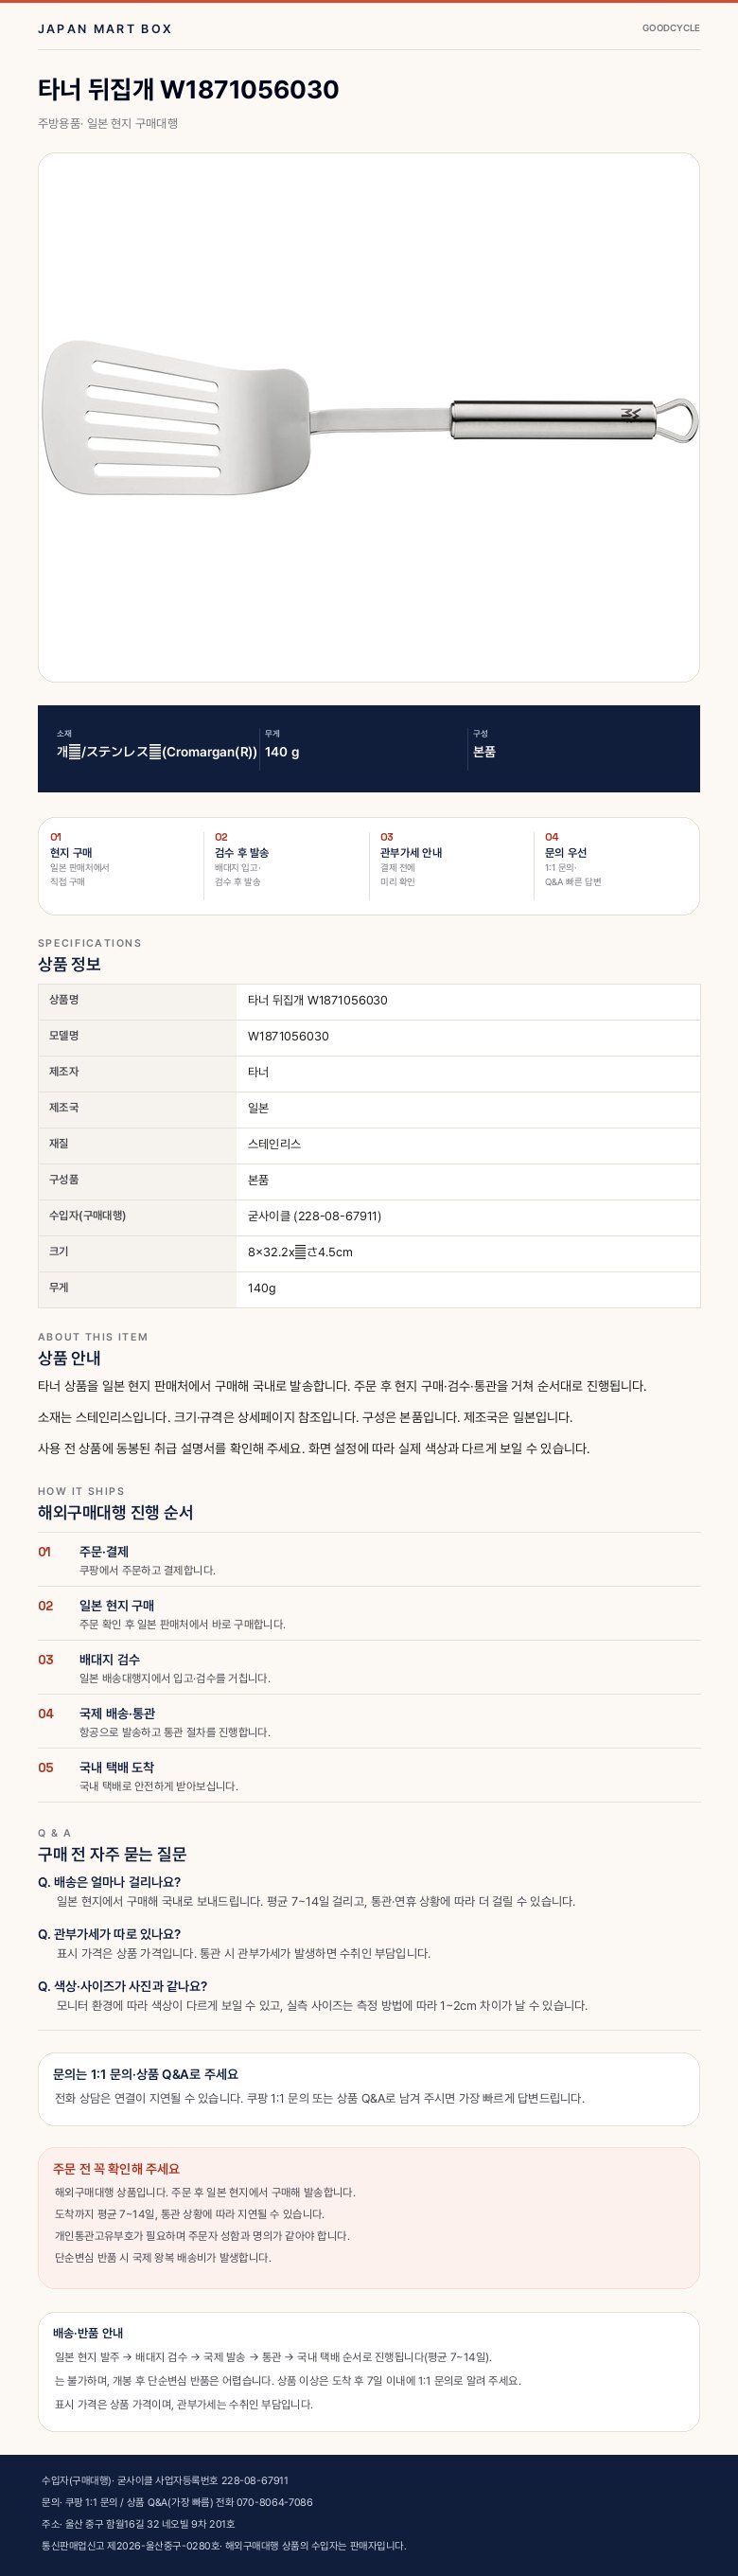 JAPAN MART BOX
GOODCYCLE
타너 뒤집개 W1871056030
주방용품· 일본 현지 구매대행
WMF
소재
개/ステンレス(Cromargan(R))
무게
140 g
구성
본품
01
현지 구매
일본 판매처에서
직접 구매
02
검수 후 발송
배대지 입고·
검수 후 발송
03
관부가세 안내
결제 전에
미리 확인
04
문의 우선
1:1 문의·
Q&A 빠른 답변
SPECIFICATIONS
상품 정보
상품명 타너 뒤집개 W1871056030
모델명 W1871056030
제조자 타너
제조국 일본
재질 스테인리스
구성품 본품
수입자(구매대행) 굳사이클 (228-08-67911)
크기 8×32.2xさ4.5cm
무게 140g
ABOUT THIS ITEM
상품 안내
타너 상품을 일본 현지 판매처에서 구매해 국내로 발송합니다. 주문 후 현지 구매·검수·통관을 거쳐 순서대로 진행됩니다.
소재는 스테인리스입니다. 크기·규격은 상세페이지 참조입니다. 구성은 본품입니다. 제조국은 일본입니다.
사용 전 상품에 동봉된 취급 설명서를 확인해 주세요. 화면 설정에 따라 실제 색상과 다르게 보일 수 있습니다.
HOW IT SHIPS
해외구매대행 진행 순서
01 주문·결제
쿠팡에서 주문하고 결제합니다.
02 일본 현지 구매
주문 확인 후 일본 판매처에서 바로 구매합니다.
03 배대지 검수
일본 배송대행지에서 입고·검수를 거칩니다.
04 국제 배송·통관
항공으로 발송하고 통관 절차를 진행합니다.
05 국내 택배 도착
국내 택배로 안전하게 받아보십니다.
Q & A
구매 전 자주 묻는 질문
Q. 배송은 얼마나 걸리나요?
일본 현지에서 구매해 국내로 보내드립니다. 평균 7~14일 걸리고, 통관·연휴 상황에 따라 더 걸릴 수 있습니다.
Q. 관부가세가 따로 있나요?
표시 가격은 상품 가격입니다. 통관 시 관부가세가 발생하면 수취인 부담입니다.
Q. 색상·사이즈가 사진과 같나요?
모니터 환경에 따라 색상이 다르게 보일 수 있고, 실측 사이즈는 측정 방법에 따라 1~2cm 차이가 날 수 있습니다.
문의는 1:1 문의·상품 Q&A로 주세요
전화 상담은 연결이 지연될 수 있습니다. 쿠팡 1:1 문의 또는 상품 Q&A로 남겨 주시면 가장 빠르게 답변드립니다.
주문 전 꼭 확인해 주세요
해외구매대행 상품입니다. 주문 후 일본 현지에서 구매해 발송합니다.
도착까지 평균 7~14일, 통관 상황에 따라 지연될 수 있습니다.
개인통관고유부호가 필요하며 주문자 성함과 명의가 같아야 합니다.
단순변심 반품 시 국제 왕복 배송비가 발생합니다.
배송·반품 안내
일본 현지 발주 → 배대지 검수 → 국제 발송 → 통관 → 국내 택배 순서로 진행됩니다(평균 7~14일).
는 불가하며, 개봉 후 단순변심 반품은 어렵습니다. 상품 이상은 도착 후 7일 이내에 1:1 문의로 알려 주세요.
표시 가격은 상품 가격이며, 관부가세는 수취인 부담입니다.
수입자(구매대행)· 굳사이클 사업자등록번호 228-08-67911
문의· 쿠팡 1:1 문의 / 상품 Q&A(가장 빠름) 전화 070-8064-7086
주소· 울산 중구 함월16길 32 네오빌 9차 201호
통신판매업신고 제2026-울산중구-0280호· 해외구매대행 상품의 수입자는 판매자입니다.